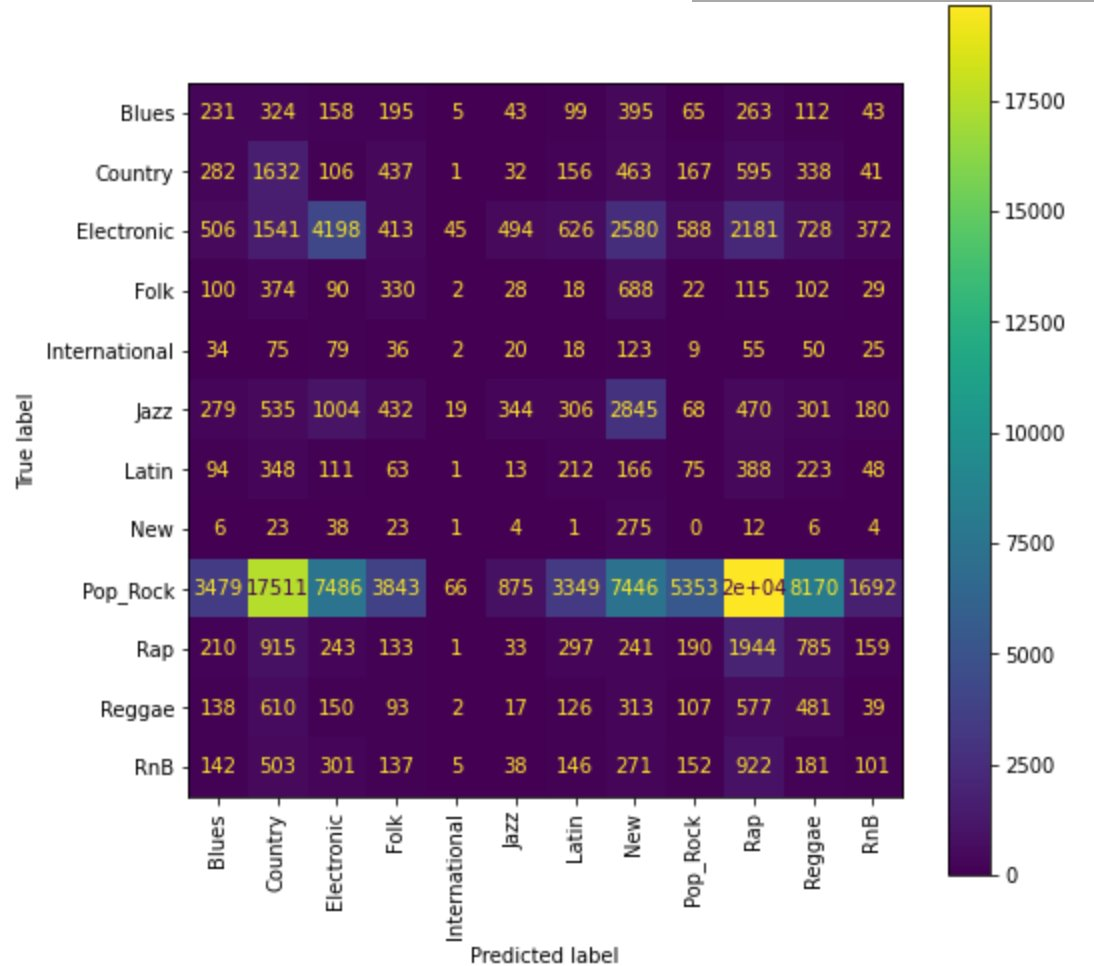 Blues 231 324 158 195 5 43 99 395 65 263 112 43
Country 282 1632 106 437 1 32 156 463 167 595 338 41
Electronic 506 1541 4198 413 45 494 626 2580 588 2181 728 372
Folk 100 374 90 330 2 28 18 688 22 115 102 29
International 34 75 79 36 2 20 18 123 9 55 50 25
Jazz 279 535 1004 432 19 344 306 2845 68 470 301 180
Latin 94 348 111 63 1 13 212 166 75 388 223 48
New 6 23 38 23 1 4 1 275 0 12 6 4
Pop_Rock 3479 17511 7486 3843 66 875 3349 7446 5353 2e+04 8170 1692
Rap 210 915 243 133 1 33 297 241 190 1944 785 159
Reggae 138 610 150 93 2 17 126 313 107 577 481 39
RnB 142 503 301 137 5 38 146 271 152 922 181 101
True label
Blues Country Electronic Folk International Jazz Latin New Pop_Rock Rap Reggae RnB
Predicted label
17500
15000
12500
10000
7500
5000
2500
0